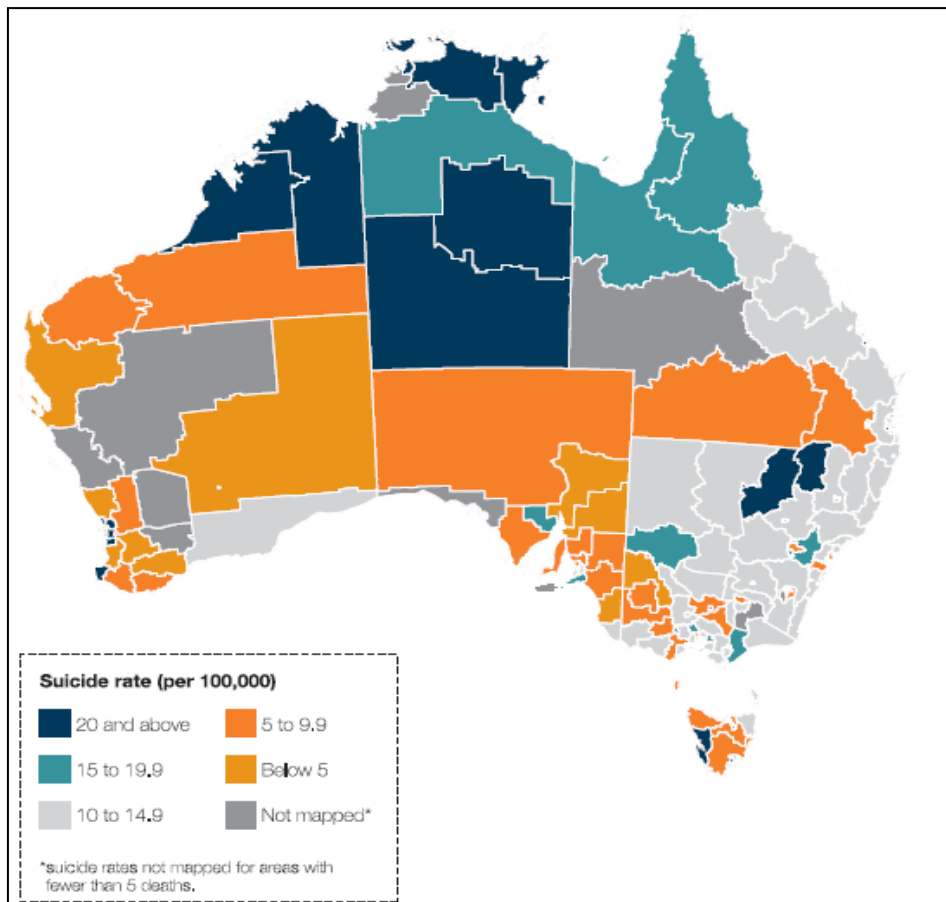 Suicide rate (per 100,000)
20 and above
5 to 9.9
15 to 19.9
Below 5
10 to 14.9
Not mapped*
*suicide rates not mapped for areas with
fewer than 5 deaths.